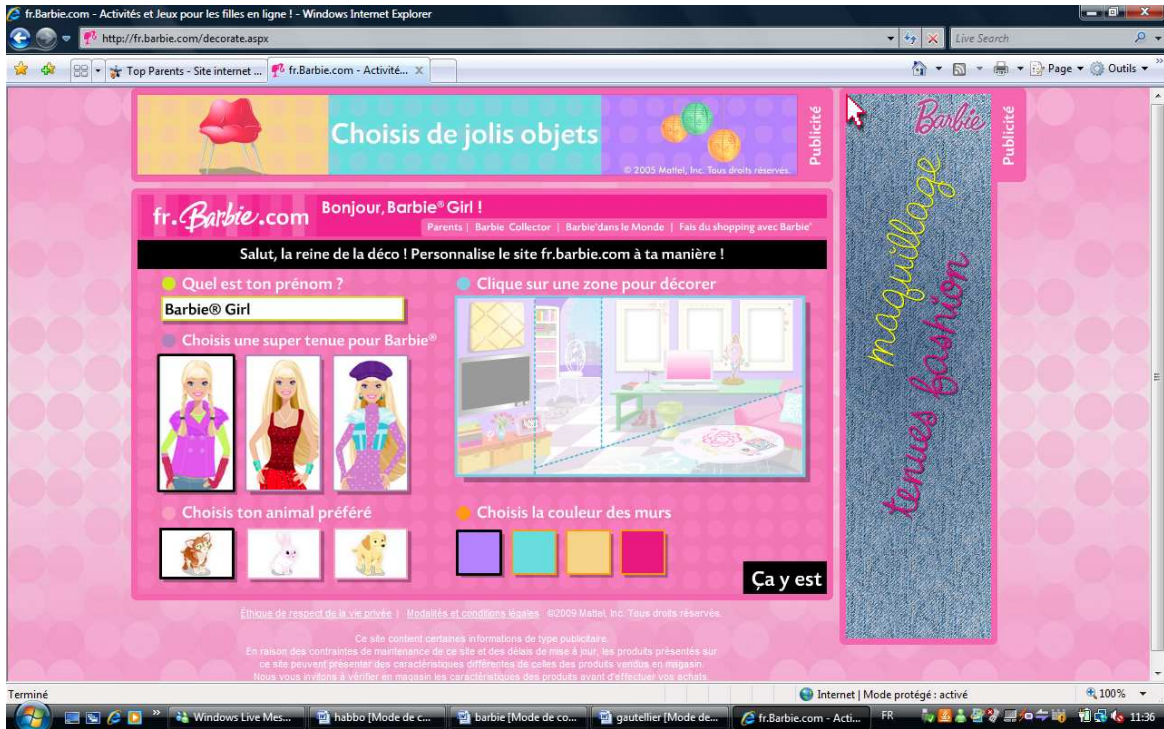 fr.Barbie.com - Activités et Jeux pour les filles en ligne ! - Windows Internet Explorer
http://fr.barbie.com/decorate.aspx
Live Search
Top Parents - Site internet ...
fr.Barbie.com - Activité...
Page
Outils
Choisis de jolis objets
© 2005 Mattel, Inc. Tous droits réservés.
Publicité
fr.Barbie.com
Bonjour, Barbie® Girl !
Parents | Barbie Collector | Barbie dans le Monde | Fais du shopping avec Barbie
Salut, la reine de la déco ! Personnalise le site fr.barbie.com à ta manière !
Quel est ton prénom ?
Barbie® Girl
Choisis une super tenue pour Barbie®
Clique sur une zone pour décorer
Choisis ton animal préféré
Choisis la couleur des murs
Ça y est
Barbie
Publicité
maquillage
tenues fashion
Éthique de respect de la vie privée | Modalités et conditions légales ©2009 Mattel, Inc. Tous droits réservés.
Ce site contient certaines informations de type publicitaire.
En raison des contraintes de maintenance de ce site et des délais de mise à jour, les produits présentés sur
ce site peuvent présenter des caractéristiques différentes de celles des produits vendus en magasin.
Nous vous invitons à vérifier en magasin les caractéristiques des produits avant d'effectuer vos achats.
Terminé
Internet | Mode protégé : activé
100%
Windows Live Mes...
habbo [Mode de c...
barbie [Mode de co...
gautellier [Mode de...
fr.Barbie.com - Acti...
FR
11:36